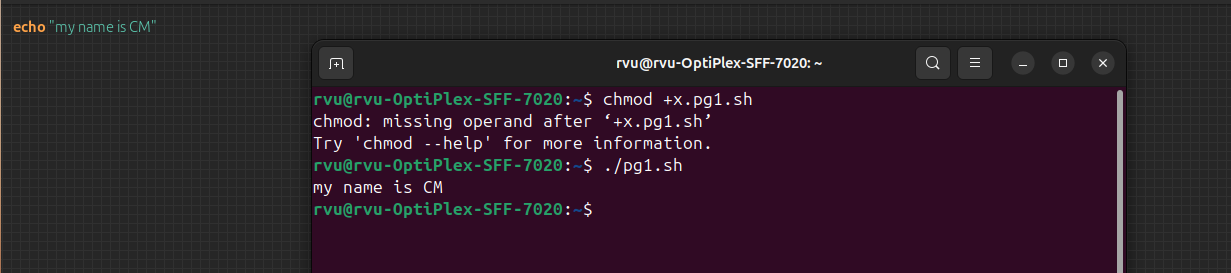 echo "my name is CM"
rvu@rvu-OptiPlex-SFF-7020: ~
rvu@rvu-OptiPlex-SFF-7020:~$ chmod +x.pg1.sh
chmod: missing operand after ‘+x.pg1.sh’
Try 'chmod --help' for more information.
rvu@rvu-OptiPlex-SFF-7020:~$ ./pg1.sh
my name is CM
rvu@rvu-OptiPlex-SFF-7020:~$